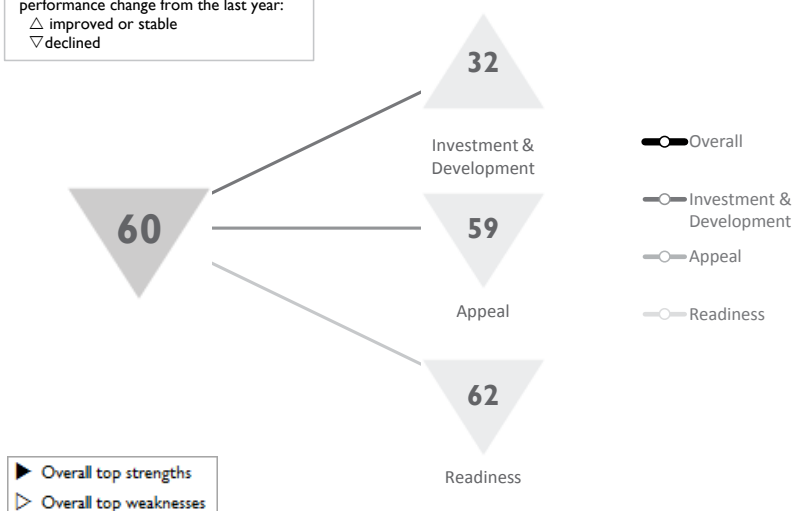 performance change from the last year:
△ improved or stable
▽ declined
32
Investment &
Development
60
59
Appeal
62
Readiness
Overall
Investment &
Development
Appeal
Readiness
▶ Overall top strengths
▷ Overall top weaknesses